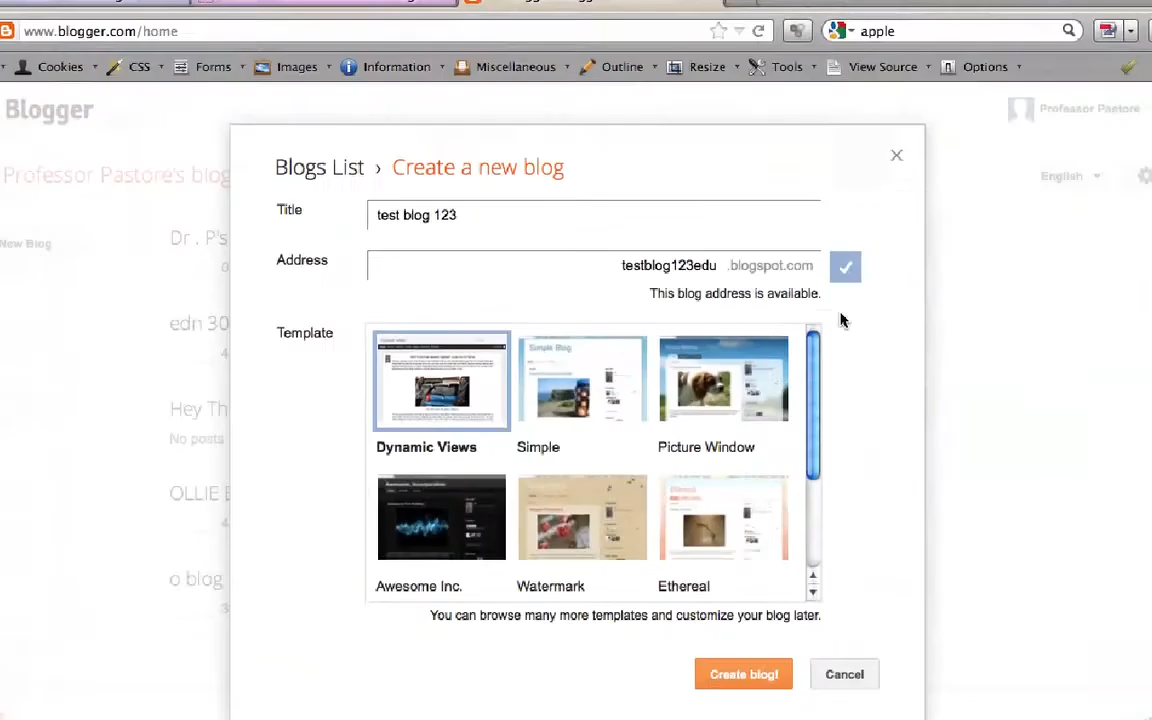 www.blogger.com/home
apple
Cookies CSS Forms Images Information Miscellaneous Outline Resize Tools View Source Options
Blogger
Professor Pastore
Blogs List › Create a new blog
Professor Pastore's blog
English
Title
test blog 123
New Blog
Dr . P's
Address
testblog123edu .blogspot.com
This blog address is available.
edn 30
Template
Dynamic Views
Simple
Picture Window
Hey Th
No posts
OLLIE
o blog
Awesome Inc.
Watermark
Ethereal
You can browse many more templates and customize your blog later.
Create blog!
Cancel